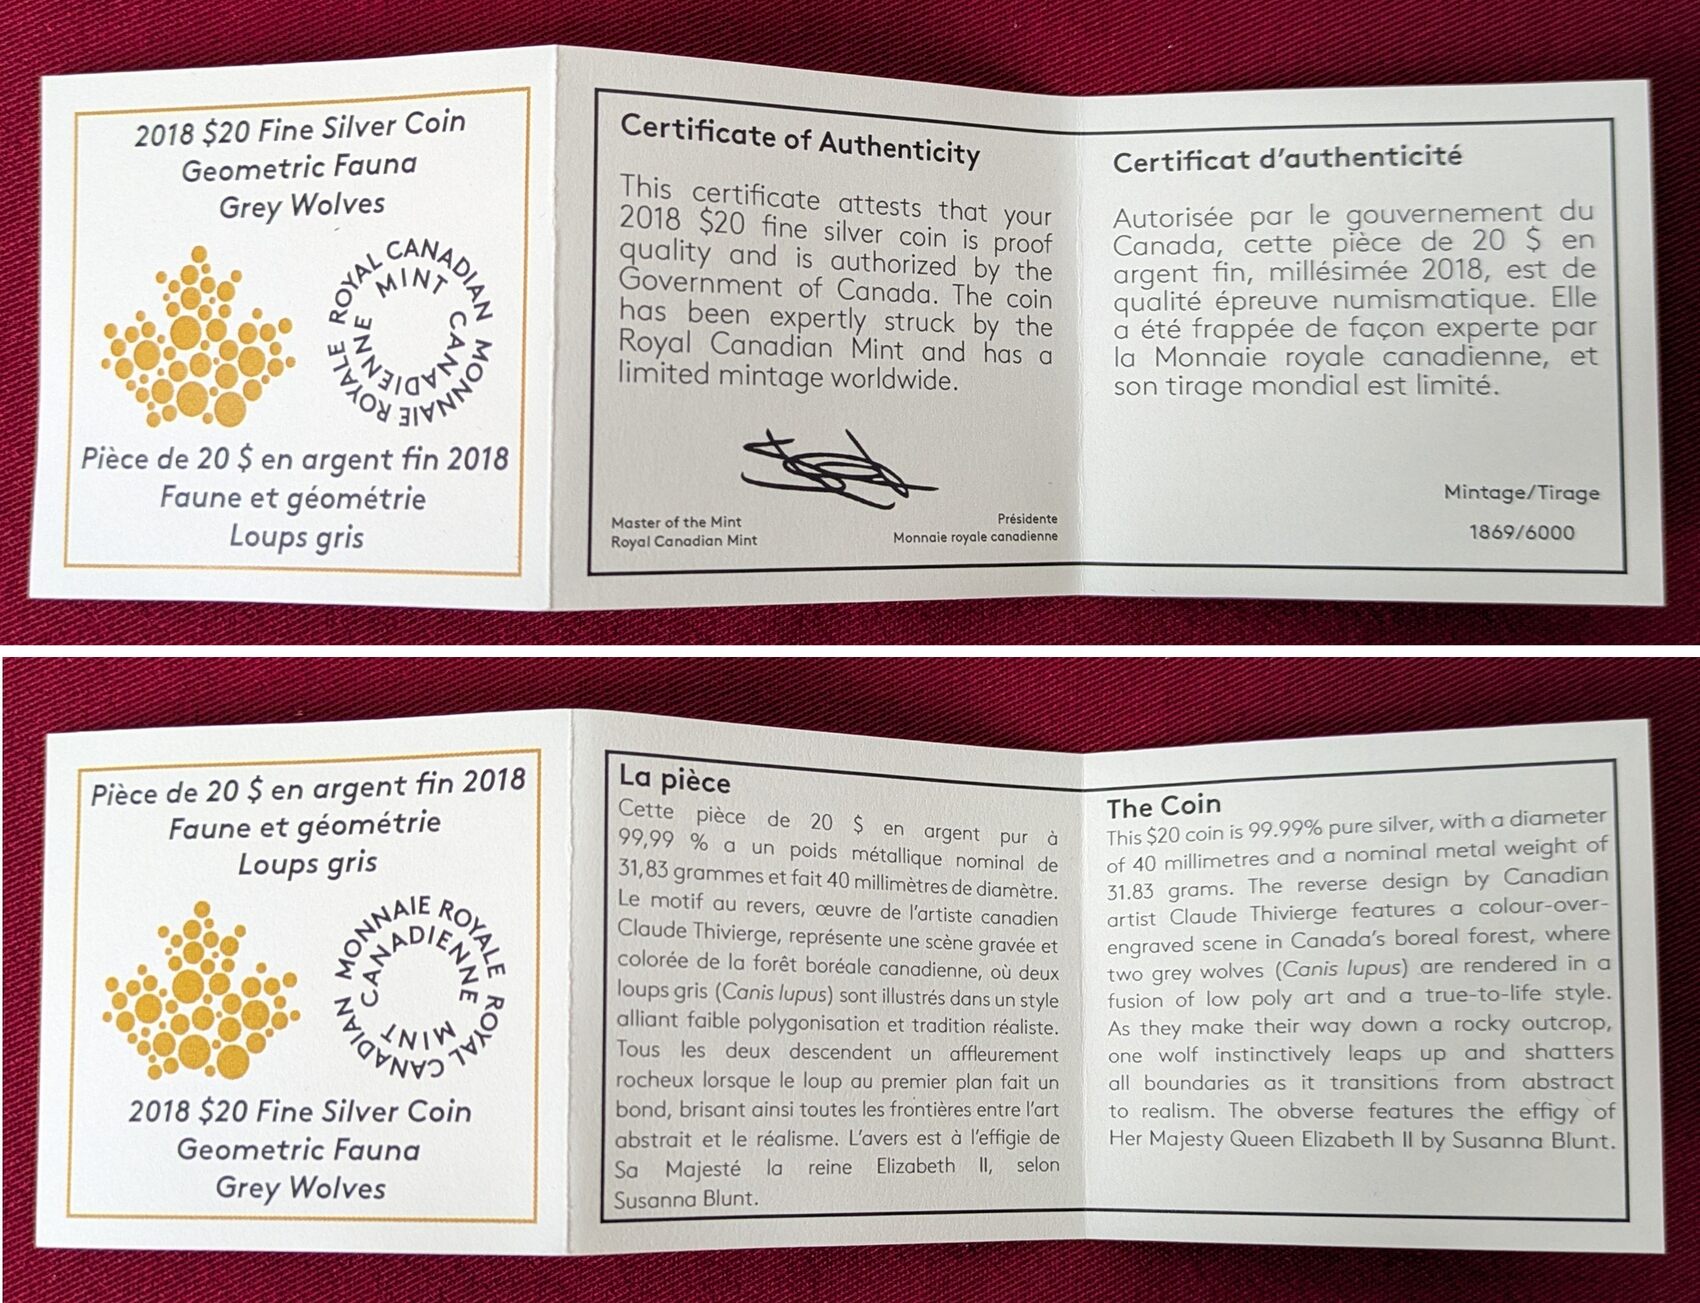 2018 $20 Fine Silver Coin
Geometric Fauna
Grey Wolves
ROYAL CANADIAN MINT
MONNAIE ROYALE CANADIENNE
Pièce de 20 $ en argent fin 2018
Faune et géométrie
Loups gris
Certificate of Authenticity
This certificate attests that your
2018 $20 fine silver coin is proof
quality and is authorized by the
Government of Canada. The coin
has been expertly struck by the
Royal Canadian Mint and has a
limited mintage worldwide.
Master of the Mint
Royal Canadian Mint
Présidente
Monnaie royale canadienne
Certificat d'authenticité
Autorisée par le gouvernement du
Canada, cette pièce de 20 $ en
argent fin, millésimée 2018, est de
qualité épreuve numismatique. Elle
a été frappée de façon experte par
la Monnaie royale canadienne, et
son tirage mondial est limité.
Mintage/Tirage
1869/6000
Pièce de 20 $ en argent fin 2018
Faune et géométrie
Loups gris
MONNAIE ROYALE CANADIENNE
ROYAL CANADIAN MINT
2018 $20 Fine Silver Coin
Geometric Fauna
Grey Wolves
La pièce
Cette pièce de 20 $ en argent pur à
99,99 % a un poids métallique nominal de
31,83 grammes et fait 40 millimètres de diamètre.
Le motif au revers, œuvre de l'artiste canadien
Claude Thivierge, représente une scène gravée et
colorée de la forêt boréale canadienne, où deux
loups gris (Canis lupus) sont illustrés dans un style
alliant faible polygonisation et tradition réaliste.
Tous les deux descendent un affleurement
rocheux lorsque le loup au premier plan fait un
bond, brisant ainsi toutes les frontières entre l'art
abstrait et le réalisme. L'avers est à l'effigie de
Sa Majesté la reine Elizabeth II, selon
Susanna Blunt.
The Coin
This $20 coin is 99.99% pure silver, with a diameter
of 40 millimetres and a nominal metal weight of
31.83 grams. The reverse design by Canadian
artist Claude Thivierge features a colour-over-
engraved scene in Canada's boreal forest, where
two grey wolves (Canis lupus) are rendered in a
fusion of low poly art and a true-to-life style.
As they make their way down a rocky outcrop,
one wolf instinctively leaps up and shatters
all boundaries as it transitions from abstract
to realism. The obverse features the effigy of
Her Majesty Queen Elizabeth II by Susanna Blunt.